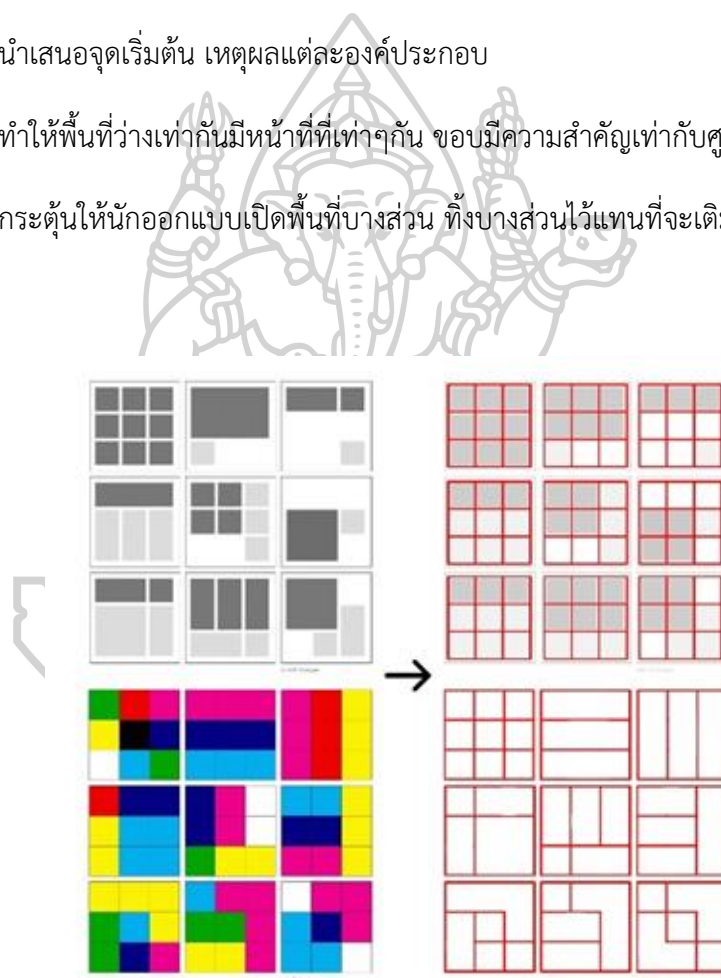 นำเสนอจุดเริ่มต้น เหตุผลแต่ละองค์ประกอบ
ทำให้พื้นที่ว่างเท่ากันมีหน้าที่ที่เท่าๆกัน ขอบมีความสำคัญเท่ากับศู
กระตุ้นให้นักออกแบบเปิดพื้นที่บางส่วน ทิ้งบางส่วนไว้แทนที่จะเติม